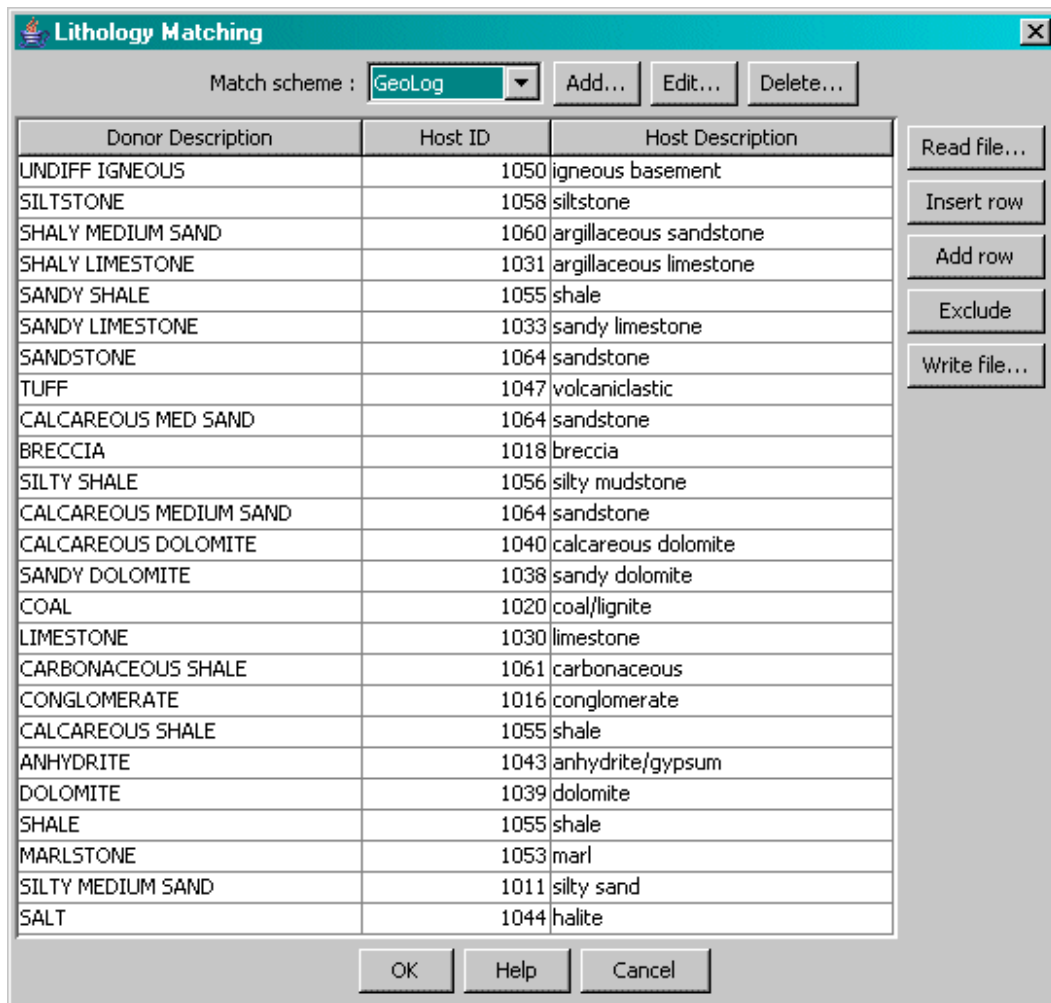 Lithology Matching
Match scheme : GeoLog Add... Edit... Delete...
Donor Description Host ID Host Description
UNDIFF IGNEOUS 1050 igneous basement
SILTSTONE 1058 siltstone
SHALY MEDIUM SAND 1060 argillaceous sandstone
SHALY LIMESTONE 1031 argillaceous limestone
SANDY SHALE 1055 shale
SANDY LIMESTONE 1033 sandy limestone
SANDSTONE 1064 sandstone
TUFF 1047 volcaniclastic
CALCAREOUS MED SAND 1064 sandstone
BRECCIA 1018 breccia
SILTY SHALE 1056 silty mudstone
CALCAREOUS MEDIUM SAND 1064 sandstone
CALCAREOUS DOLOMITE 1040 calcareous dolomite
SANDY DOLOMITE 1038 sandy dolomite
COAL 1020 coal/lignite
LIMESTONE 1030 limestone
CARBONACEOUS SHALE 1061 carbonaceous
CONGLOMERATE 1016 conglomerate
CALCAREOUS SHALE 1055 shale
ANHYDRITE 1043 anhydrite/gypsum
DOLOMITE 1039 dolomite
SHALE 1055 shale
MARLSTONE 1053 marl
SILTY MEDIUM SAND 1011 silty sand
SALT 1044 halite
Read file...
Insert row
Add row
Exclude
Write file...
OK Help Cancel